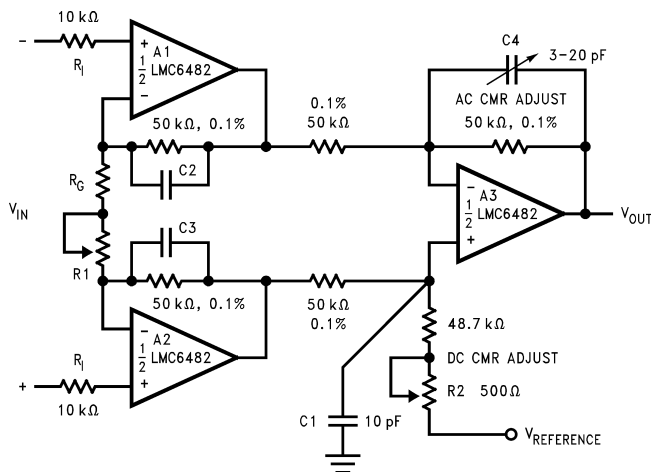 10 kΩ
−
R_I
+
A1
1/2
LMC6482
−
50 kΩ, 0.1%
C2
0.1%
50 kΩ
C4
3-20 pF
AC CMR ADJUST
50 kΩ, 0.1%
R_G
V_IN
R1
C3
50 kΩ, 0.1%
−
A3
1/2
LMC6482
+
V_OUT
50 kΩ
0.1%
−
A2
1/2
LMC6482
+
R_I
+
10 kΩ
48.7 kΩ
DC CMR ADJUST
R2 500Ω
C1
10 pF
V_REFERENCE